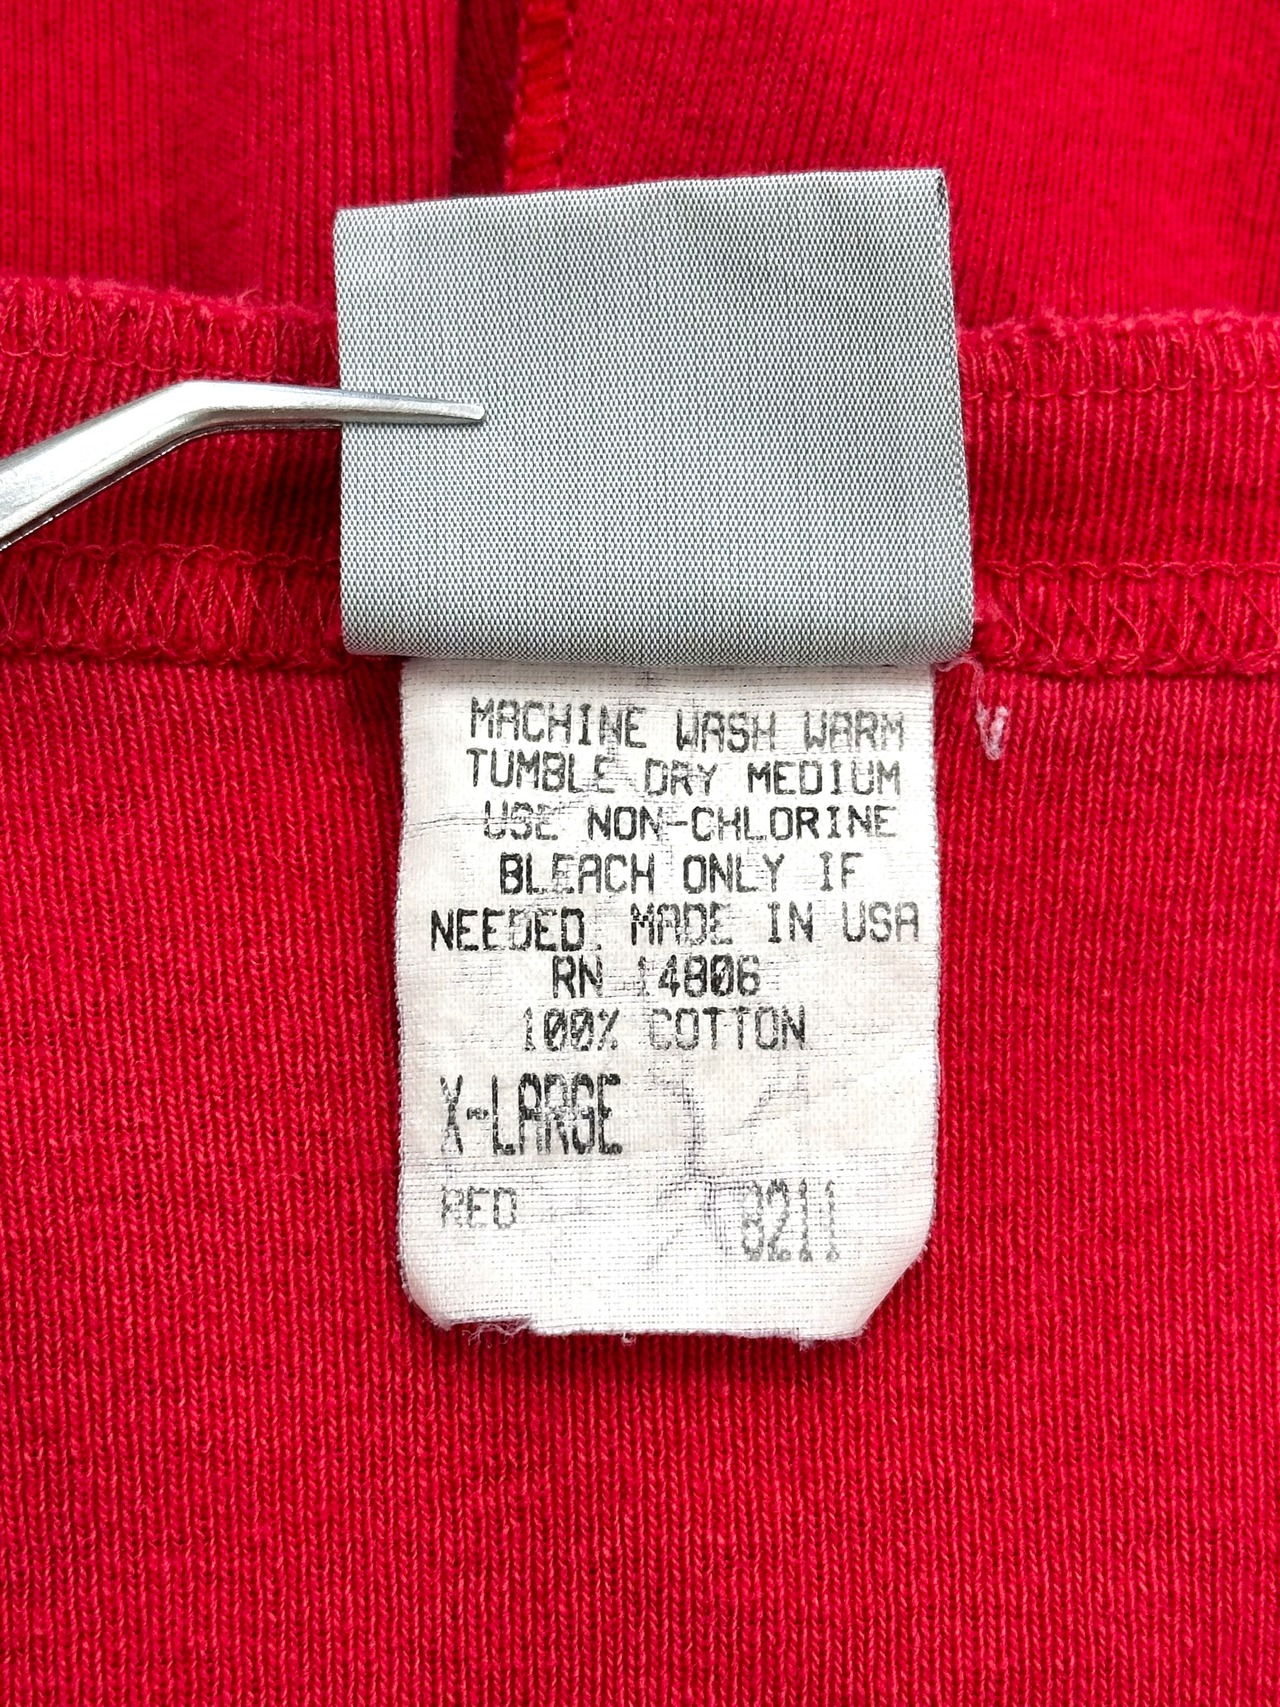 MACHINE WASH WARM
TUMBLE DRY MEDIUM
USE NON-CHLORINE
BLEACH ONLY IF
NEEDED. MADE IN USA
RN 14806
100% COTTON
X-LARGE
RED 8211